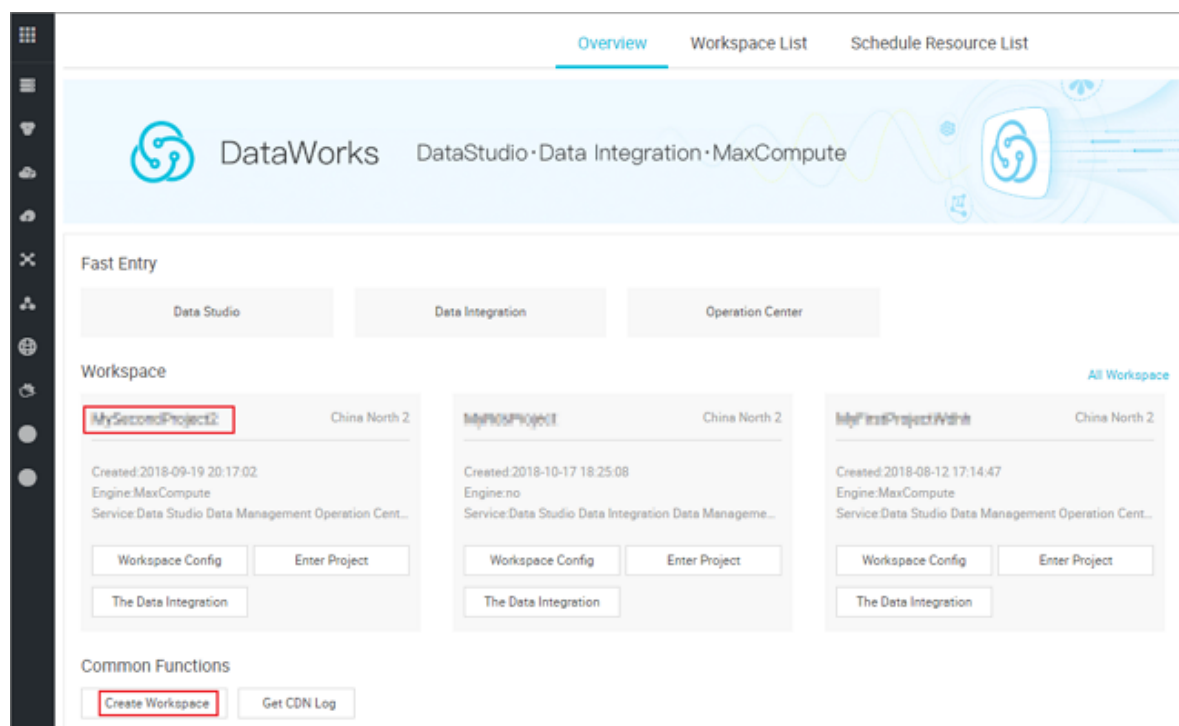 Overview Workspace List Schedule Resource List
DataWorks DataStudio·Data Integration·MaxCompute
Fast Entry
Data Studio Data Integration Operation Center
Workspace All Workspace
MySecondProject2 China North 2 China North 2 China North 2
Created:2018-09-19 20:17:02 Created:2018-10-17 18:25:08 Created:2018-08-12 17:14:47
Engine:MaxCompute Engine:no Engine:MaxCompute
Service:Data Studio Data Management Operation Cent... Service:Data Studio Data Integration Data Manageme... Service:Data Studio Data Management Operation Cent...
Workspace Config Enter Project Workspace Config Enter Project Workspace Config Enter Project
The Data Integration The Data Integration The Data Integration
Common Functions
Create Workspace Get CDN Log